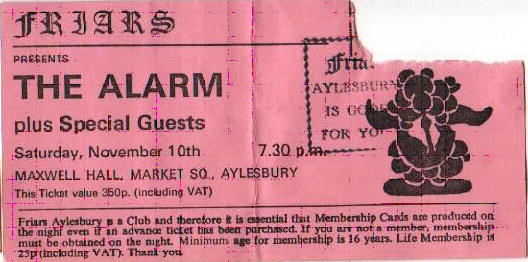 FRIARS
PRESENTS
THE ALARM
plus Special Guests
Saturday, November 10th 7.30 p.m.
MAXWELL HALL, MARKET SQ., AYLESBURY
This Ticket value 350p. (including VAT)
AYLESBURY
IS GOOD
FOR YOU
Friars Aylesbury is a Club and therefore it is essential that Membership Cards are produced on
the night even if an advance ticket has been purchased. If you are not a member, membership
must be obtained on the night. Minimum age for membership is 16 years. Life Membership is
25p (including VAT). Thank you.